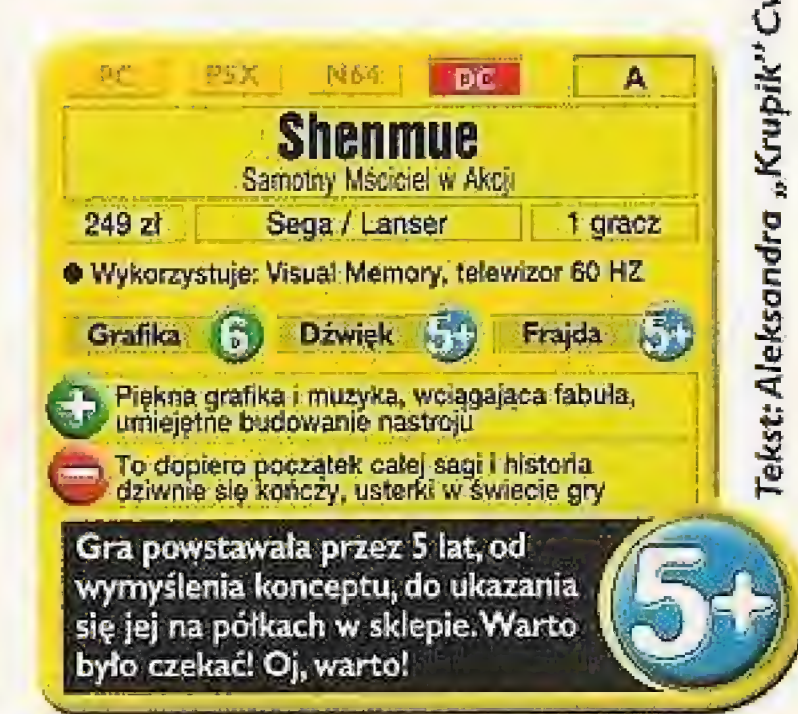 PC PSX N64 DC A
Shenmue
Samotny Mściciel w Akcji
249 zł Sega / Lanser 1 gracz
● Wykorzystuje: Visual Memory, telewizor 60 HZ
Grafika 6 Dźwięk 5+ Frajda 5+
Piękna grafika i muzyka, wciągająca fabuła,
umiejętne budowanie nastroju
To dopiero początek całej sagi i historia
dziwnie się kończy, usterki w świecie gry
Gra powstawała przez 5 lat, od
wymyślenia konceptu, do ukazania
się jej na półkach w sklepie. Warto
było czekać! Oj, warto!
5+
Tekst: Aleksandra „Krupik”